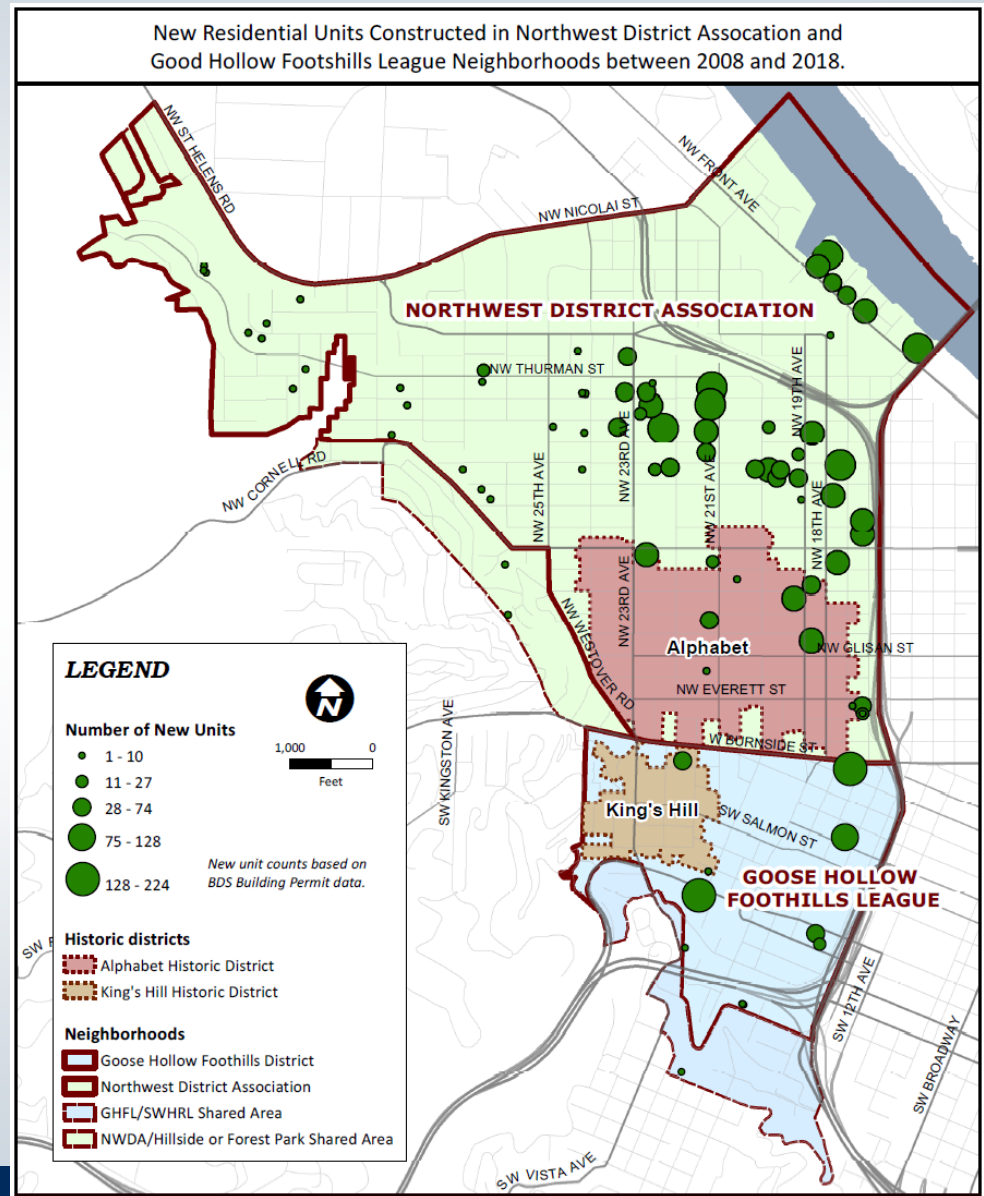 New Residential Units Constructed in Northwest District Assocation and
Good Hollow Footshills League Neighborhoods between 2008 and 2018.
NW ST HELENS RD
NW FRONT AVE
NW NICOLAI ST
NORTHWEST DISTRICT ASSOCIATION
NW THURMAN ST
NW 19TH AVE
NW 23RD AVE
NW 21ST AVE
NW 25TH AVE
NW CORNELL RD
NW 18TH AVE
NW 23RD AVE
NW WESTOVER RD
Alphabet
NW GLISAN ST
NW EVERETT ST
W BURNSIDE ST
SW KINGSTON AVE
King's Hill
SW SALMON ST
GOOSE HOLLOW
FOOTHILLS LEAGUE
SW 12TH AVE
SW BROADWAY
SW VISTA AVE
SW
LEGEND
N
Number of New Units
1 - 10
11 - 27
28 - 74
75 - 128
128 - 224
1,000 0
Feet
New unit counts based on
BDS Building Permit data.
Historic districts
Alphabet Historic District
King's Hill Historic District
Neighborhoods
Goose Hollow Foothills District
Northwest District Association
GHFL/SWHRL Shared Area
NWDA/Hillside or Forest Park Shared Area